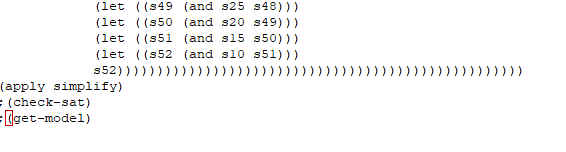 (let ((s49 (and s25 s48)))
(let ((s50 (and s20 s49)))
(let ((s51 (and s15 s50)))
(let ((s52 (and s10 s51)))
s52)))))))))))))))))))))))))))))))))))))))))))))))))))
(apply simplify)
;(check-sat)
;(get-model)